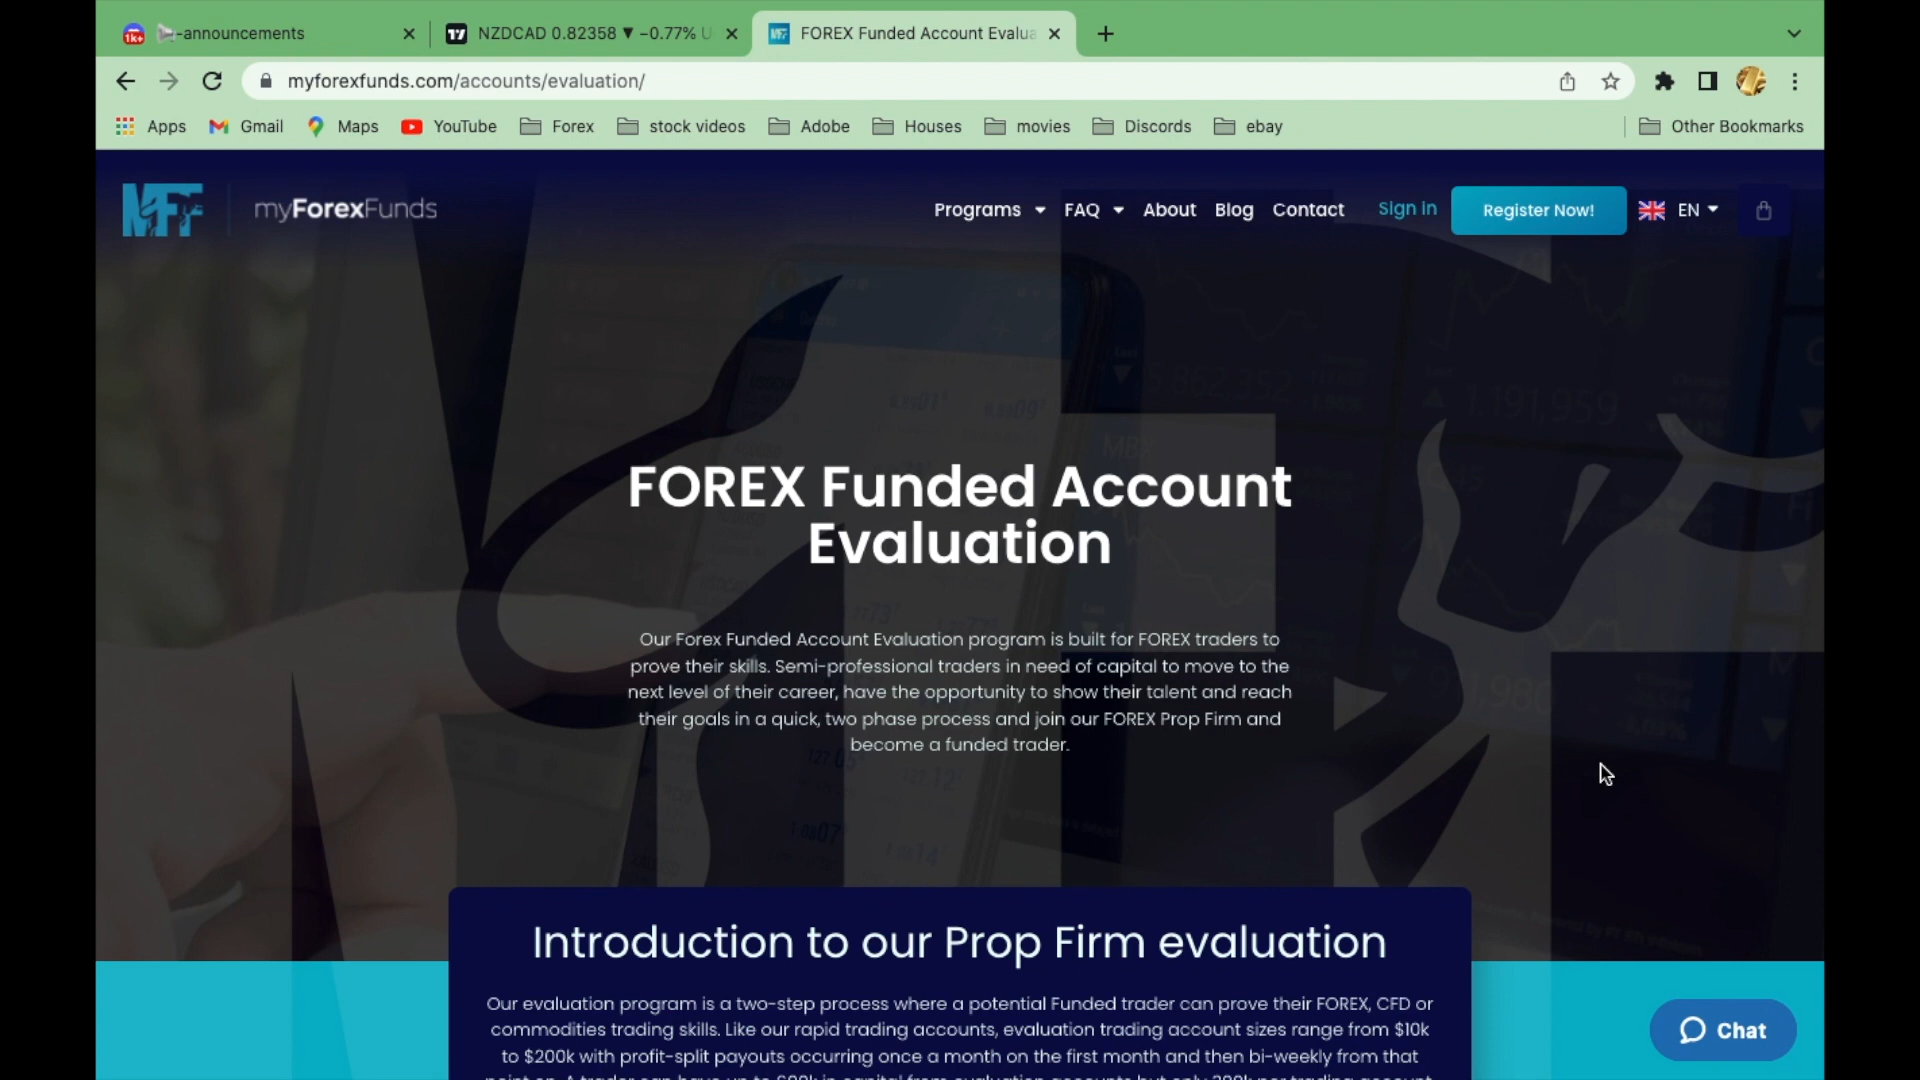 -announcements
NZDCAD 0.82358 ▼ −0.77% U
FOREX Funded Account Evalua
myforexfunds.com/accounts/evaluation/
Apps Gmail Maps YouTube Forex stock videos Adobe Houses movies Discords ebay Other Bookmarks
MFF
myForexFunds
Programs FAQ About Blog Contact Sign in Register Now! EN
FOREX Funded Account
Evaluation
Our Forex Funded Account Evaluation program is built for FOREX traders to
prove their skills. Semi-professional traders in need of capital to move to the
next level of their career, have the opportunity to show their talent and reach
their goals in a quick, two phase process and join our FOREX Prop Firm and
become a funded trader.
Introduction to our Prop Firm evaluation
Our evaluation program is a two-step process where a potential Funded trader can prove their FOREX, CFD or
commodities trading skills. Like our rapid trading accounts, evaluation trading account sizes range from $10k
to $200k with profit-split payouts occurring once a month on the first month and then bi-weekly from that
Chat